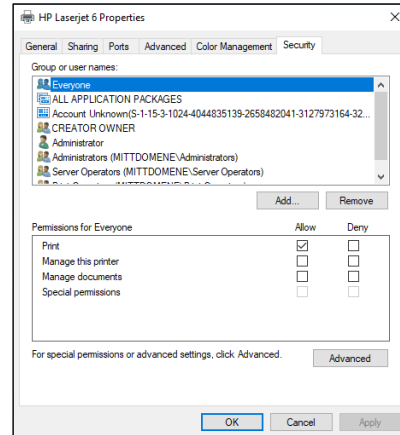 HP Laserjet 6 Properties
General Sharing Ports Advanced Color Management Security
Group or user names:
Everyone
ALL APPLICATION PACKAGES
Account Unknown(S-1-15-3-1024-4044835139-2658482041-3127973164-32...
CREATOR OWNER
Administrator
Administrators (MITTDOMENE\Administrators)
Server Operators (MITTDOMENE\Server Operators)
Add... Remove
Permissions for Everyone Allow Deny
Print
Manage this printer
Manage documents
Special permissions
For special permissions or advanced settings, click Advanced. Advanced
OK Cancel Apply